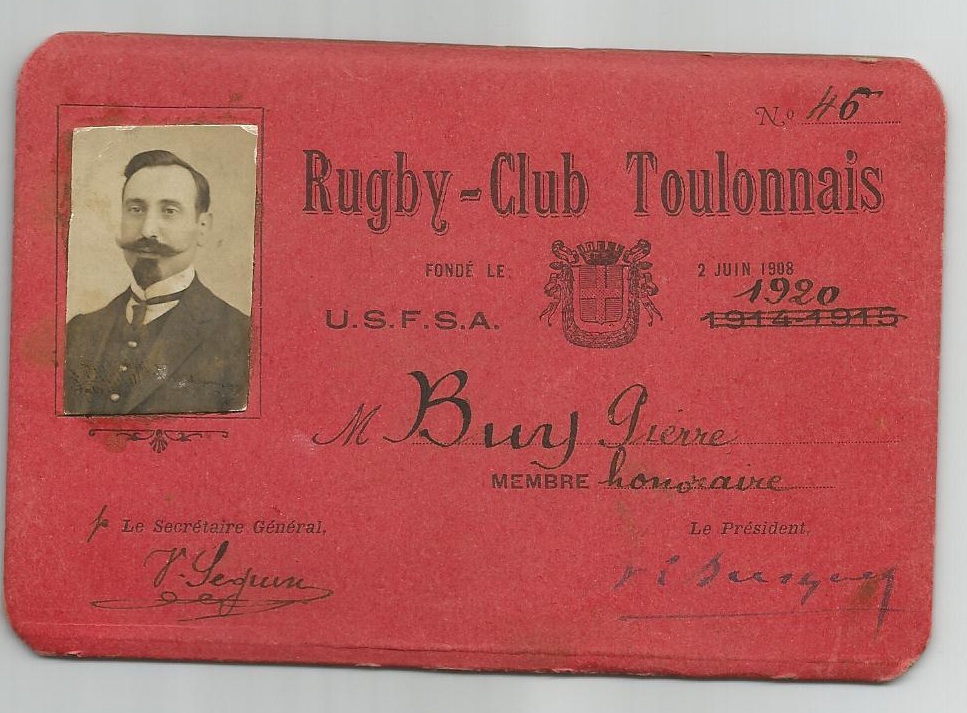 Nº 46
Rugby-Club Toulonnais
FONDÉ LE 2 JUIN 1908
1920
U.S.F.S.A. 1914-1915
M Buy Pierre
MEMBRE honoraire
p Le Secrétaire Général, Le Président,
V. Seguin